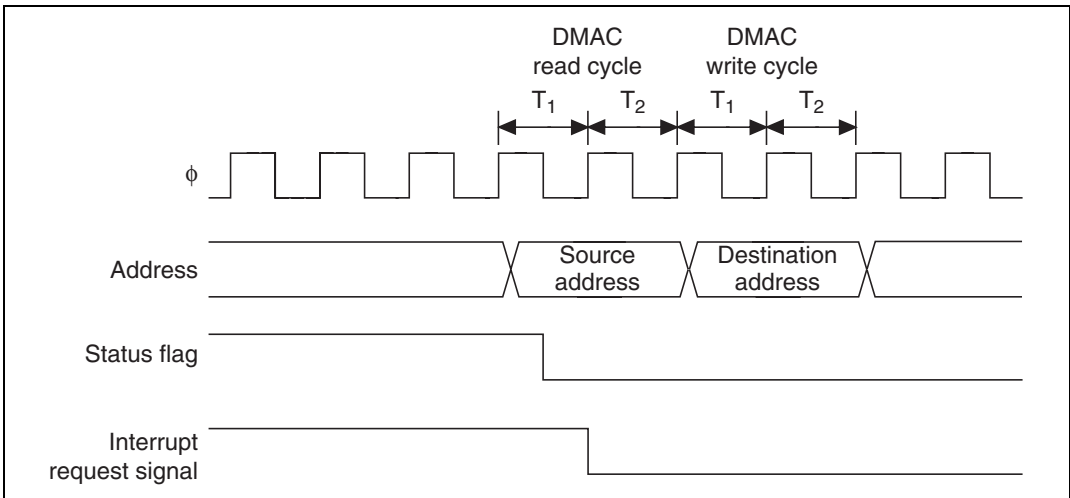 DMAC
read cycle
DMAC
write cycle
T1 T2 T1 T2
ϕ
Address
Source
address
Destination
address
Status flag
Interrupt
request signal